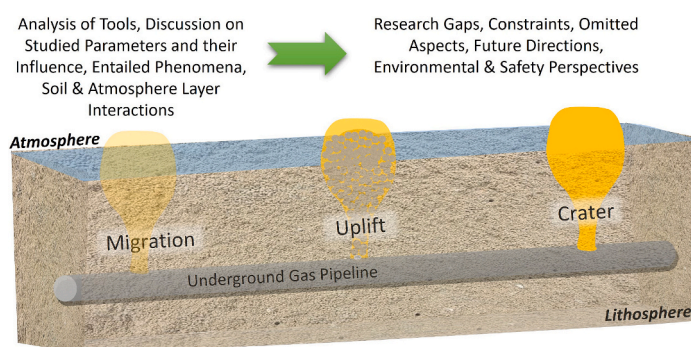 Analysis of Tools, Discussion on
Studied Parameters and their
Influence, Entailed Phenomena,
Soil & Atmosphere Layer
Interactions
Research Gaps, Constraints, Omitted
Aspects, Future Directions,
Environmental & Safety Perspectives
Atmosphere
Migration
Uplift
Crater
Underground Gas Pipeline
Lithosphere